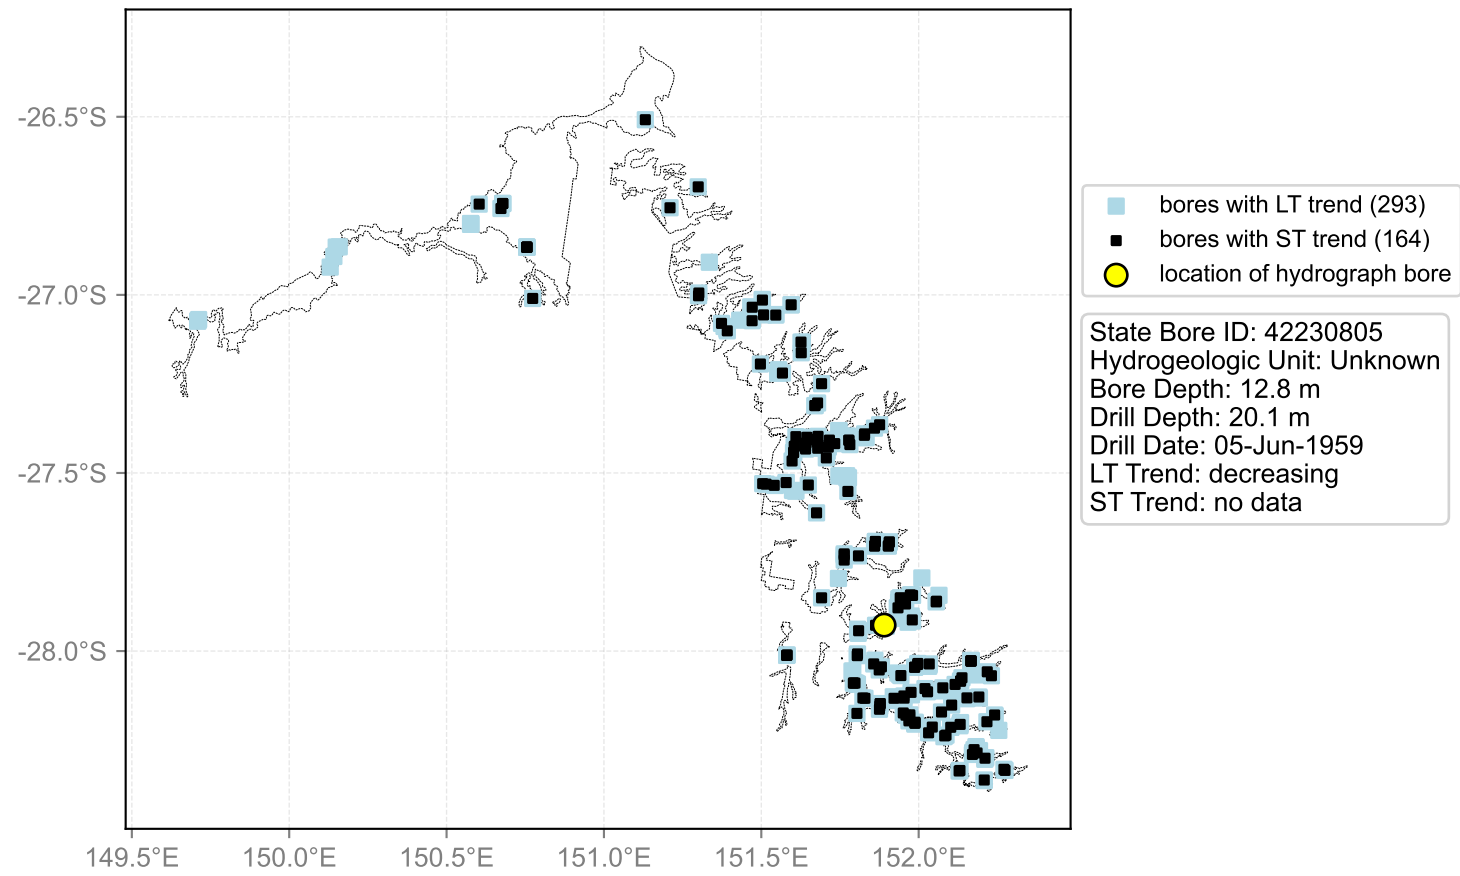 -26.5°S
-27.0°S
-27.5°S
-28.0°S
149.5°E 150.0°E 150.5°E 151.0°E 151.5°E 152.0°E
bores with LT trend (293)
bores with ST trend (164)
location of hydrograph bore
State Bore ID: 42230805
Hydrogeologic Unit: Unknown
Bore Depth: 12.8 m
Drill Depth: 20.1 m
Drill Date: 05-Jun-1959
LT Trend: decreasing
ST Trend: no data